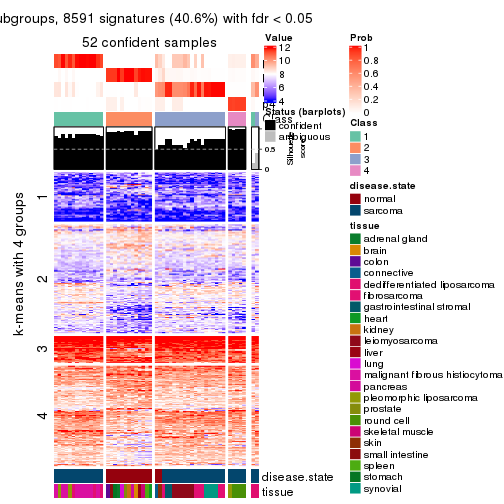 ubgroups, 8591 signatures (40.6%) with fdr < 0.05
52 confident samples
Value
12
10
8
6
4
Status (barplots)
confident
ambiguous
1
0.5
0
Silhouette
score
Class
k-means with 4 groups
1
2
3
4
disease.state
tissue
Prob
1
0.8
0.6
0.4
0.2
0
Class
1
2
3
4
disease.state
normal
sarcoma
tissue
adrenal gland
brain
colon
connective
dedifferentiated liposarcoma
fibrosarcoma
gastrointestinal stromal
heart
kidney
leiomyosarcoma
liver
lung
malignant fibrous histiocytoma
pancreas
pleomorphic liposarcoma
prostate
round cell
skeletal muscle
skin
small intestine
spleen
stomach
synovial